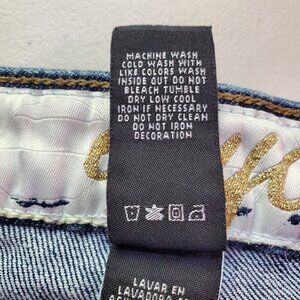 MACHINE WASH
COLD WASH WITH
LIKE COLORS WASH
INSIDE OUT DO NOT
BLEACH TUMBLE
DRY LOW COOL
IRON IF NECESSARY
DO NOT DRY CLEAN
DO NOT IRON
DECORATION
LAVAR EN